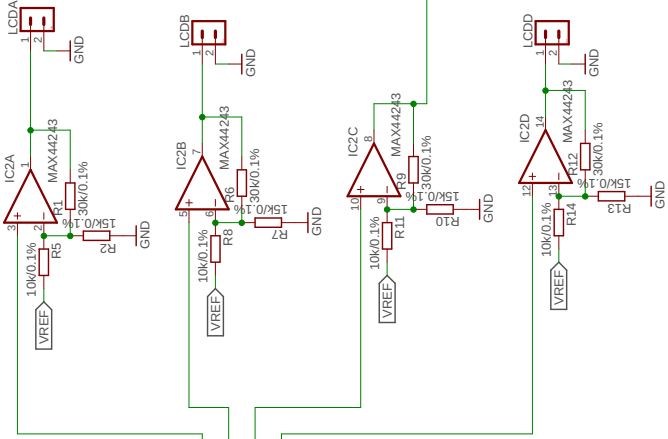 LCDA
1
2
GND
MAX44243
IC2A
1
3
2
R1
30k/0.1%
15k/0.1%
R2
GND
10k/0.1%
R5
VREF
LCDB
1
2
GND
MAX44243
IC2B
7
5
6
R6
30k/0.1%
15k/0.1%
R7
GND
10k/0.1%
R8
VREF
MAX44243
IC2C
8
10
9
R9
30k/0.1%
15k/0.1%
R10
GND
10k/0.1%
R11
VREF
LCDD
1
2
GND
MAX44243
IC2D
14
12
13
R12
30k/0.1%
15k/0.1%
R13
GND
10k/0.1%
R14
VREF